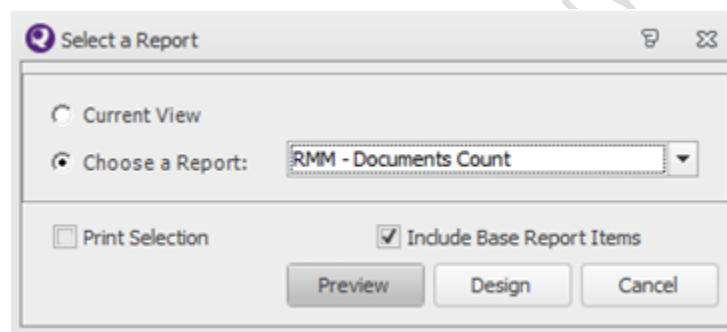 Select a Report
Current View
Choose a Report: RMM - Documents Count
Print Selection Include Base Report Items
Preview Design Cancel